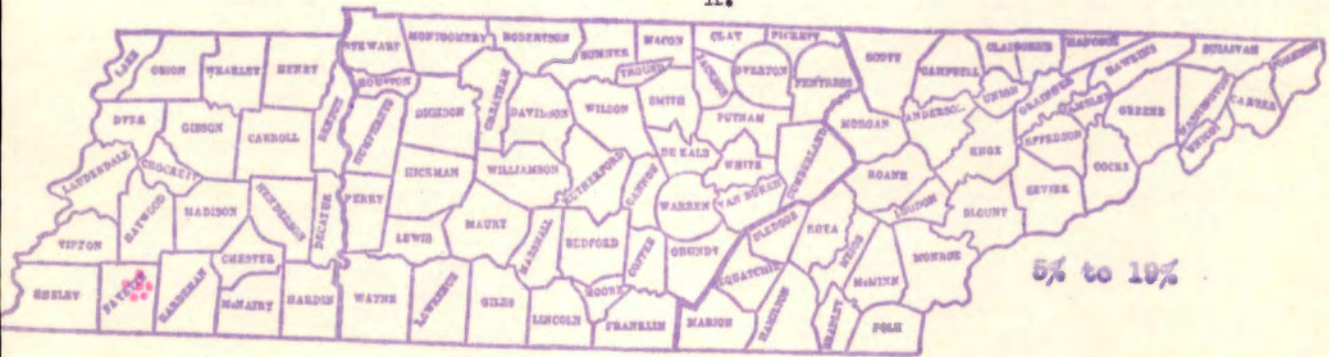 H.
STEWART MONTGOMERY ROBERTSON SUMNER MACON CLAY PICKETT SCOTT CLAIBORNE HANCOCK HAWKINS SULLIVAN JOHNSON
LAKE OBION WEAKLEY HENRY HOUSTON CHEATHAM TROUSDALE JACKSON OVERTON FENTRESS CAMPBELL UNION GRAINGER HAMBLEN GREENE WASHINGTON CARTER UNICOI
DYER GIBSON CARROLL BENTON HUMPHREYS DICKSON DAVIDSON WILSON SMITH PUTNAM MORGAN ANDERSON KNOX JEFFERSON COCKE
LAUDERDALE CROCKETT HICKMAN WILLIAMSON RUTHERFORD CANNON DE KALB WHITE CUMBERLAND ROANE SEVIER
TIPTON HAYWOOD MADISON HENDERSON DECATUR PERRY LEWIS MAURY MARSHALL BEDFORD COFFEE WARREN VAN BUREN BLEDSOE RHEA LOUDON BLOUNT
SHELBY FAYETTE HARDEMAN CHESTER McNAIRY HARDIN WAYNE LAWRENCE GILES MOORE GRUNDY SEQUATCHIE MEIGS McMINN MONROE 5% to 19%
LINCOLN FRANKLIN MARION HAMILTON BRADLEY POLK